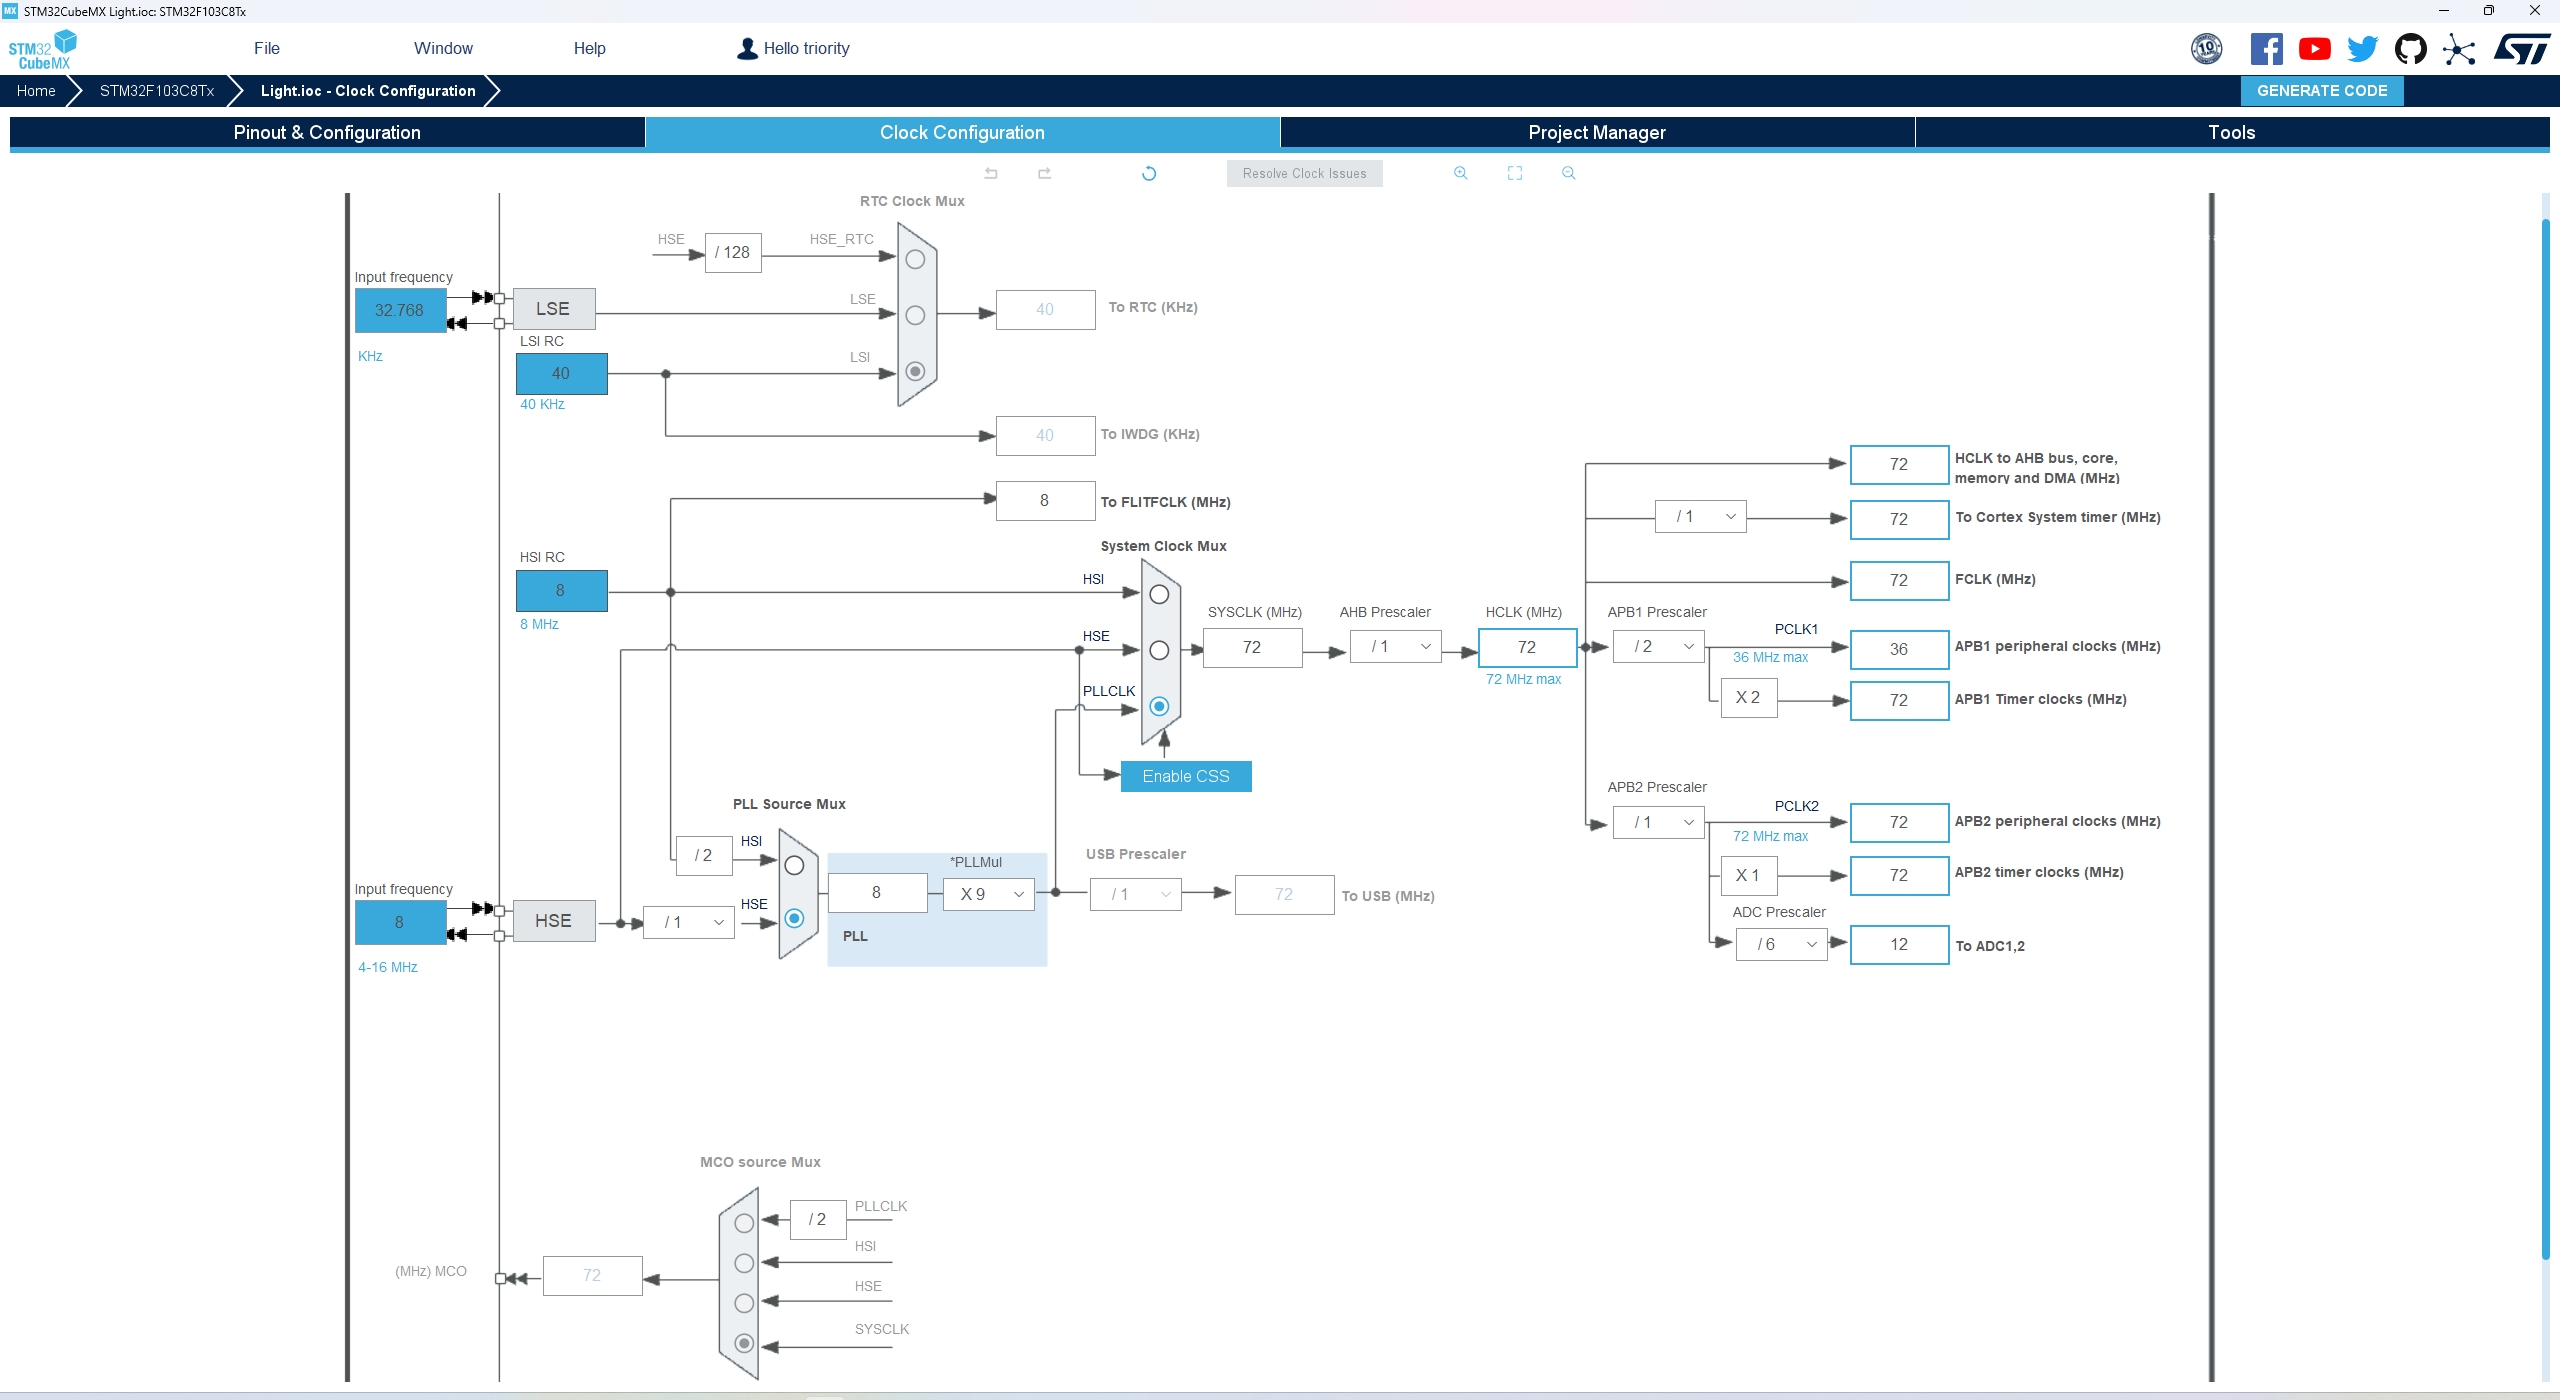 MX STM32CubeMX Light.ioc: STM32F103C8Tx
STM32
CubeMX
File
Window
Help
Hello triority
10
ST
Home
STM32F103C8Tx
Light.ioc - Clock Configuration
GENERATE CODE
Pinout & Configuration
Clock Configuration
Project Manager
Tools
Resolve Clock Issues
RTC Clock Mux
HSE
/ 128
HSE_RTC
Input frequency
32.768
KHz
LSE
LSE
40
To RTC (KHz)
LSI RC
40
40 KHz
LSI
40
To IWDG (KHz)
8
To FLITFCLK (MHz)
HSI RC
8
8 MHz
System Clock Mux
HSI
HSE
PLLCLK
Enable CSS
SYSCLK (MHz)
72
AHB Prescaler
/ 1
HCLK (MHz)
72
72 MHz max
72
HCLK to AHB bus, core,
memory and DMA (MHz)
/ 1
72
To Cortex System timer (MHz)
72
FCLK (MHz)
APB1 Prescaler
/ 2
PCLK1
36 MHz max
36
APB1 peripheral clocks (MHz)
X 2
72
APB1 Timer clocks (MHz)
APB2 Prescaler
/ 1
PCLK2
72 MHz max
72
APB2 peripheral clocks (MHz)
X 1
72
APB2 timer clocks (MHz)
ADC Prescaler
/ 6
12
To ADC1,2
PLL Source Mux
/ 2
HSI
HSE
Input frequency
8
4-16 MHz
HSE
/ 1
8
*PLLMul
X 9
PLL
USB Prescaler
/ 1
72
To USB (MHz)
MCO source Mux
/ 2
PLLCLK
HSI
HSE
SYSCLK
(MHz) MCO
72